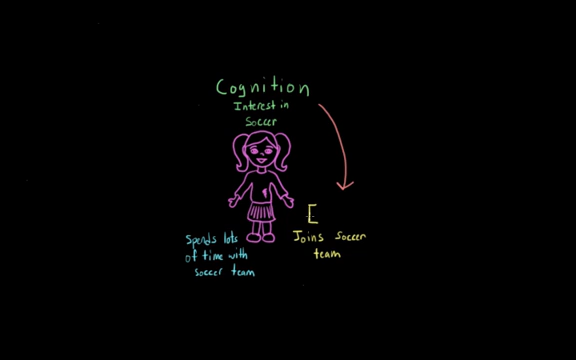 Cognition
Interest in
Soccer
E
Joins Soccer
team
Spends lots
of time with
soccer team